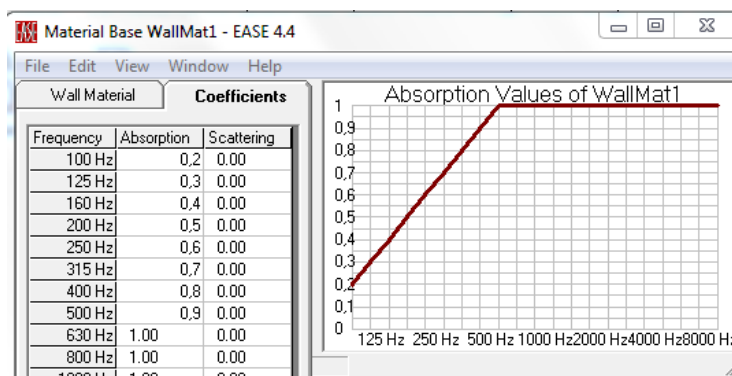 EASE Material Base WallMat1 - EASE 4.4
File Edit View Window Help
Wall Material Coefficients
Frequency Absorption Scattering
100 Hz 0,2 0.00
125 Hz 0,3 0.00
160 Hz 0,4 0.00
200 Hz 0,5 0.00
250 Hz 0,6 0.00
315 Hz 0,7 0.00
400 Hz 0,8 0.00
500 Hz 0,9 0.00
630 Hz 1.00 0.00
800 Hz 1.00 0.00
Absorption Values of WallMat1
1
0,9
0,8
0,7
0,6
0,5
0,4
0,3
0,2
0,1
0
125 Hz 250 Hz 500 Hz 1000 Hz2000 Hz4000 Hz8000 Hz